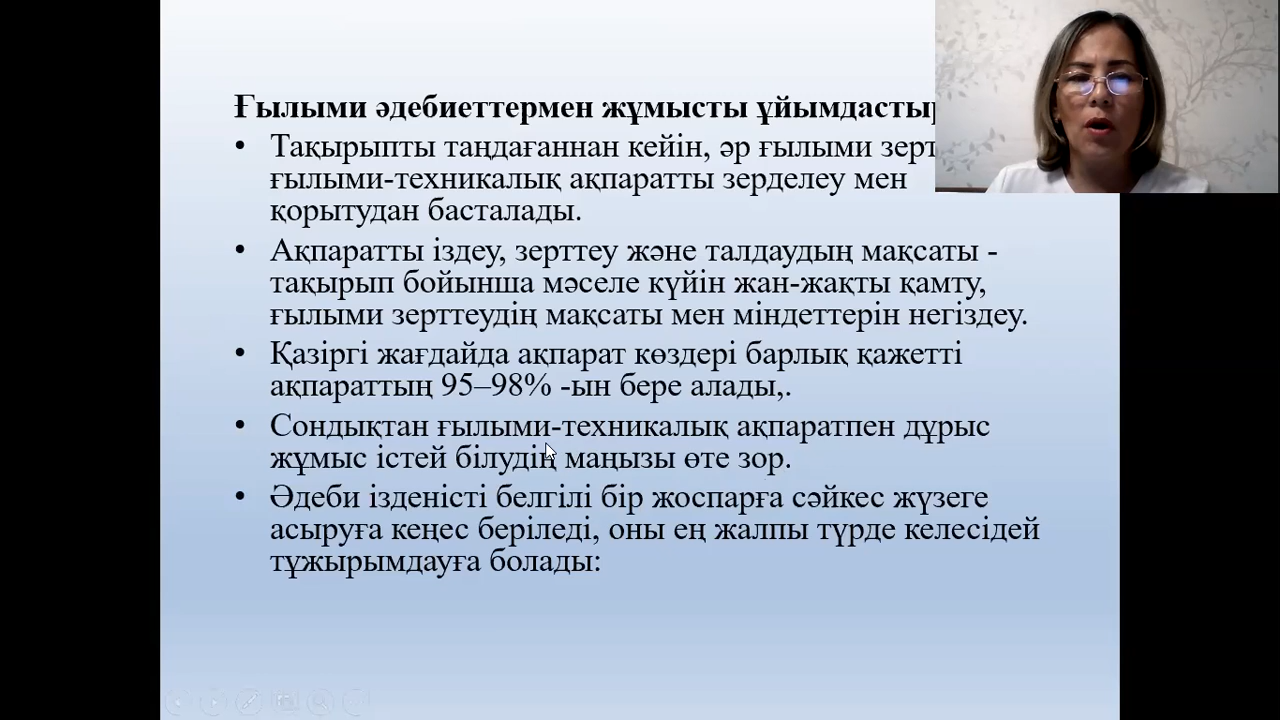 Ғылыми әдебиеттермен жұмысты
• Тақырыпты таңдағаннан кейін, әр ғылыми
ғылыми-техникалық ақпаратты зерделеу мен
қорытудан басталады.
• Ақпаратты іздеу, зерттеу және талдаудың мақсаты -
тақырып бойынша мәселе күйін жан-жақты қамту,
ғылыми зерттеудің мақсаты мен міндеттерін негіздеу.
• Қазіргі жағдайда ақпарат көздері барлық қажетті
ақпараттың 95–98% -ын бере алады,.
• Сондықтан ғылыми-техникалық ақпаратпен дұрыс
жұмыс істей білудің маңызы өте зор.
• Әдеби ізденісті белгілі бір жоспарға сәйкес жүзеге
асыруға кеңес беріледі, оны ең жалпы түрде келесідей
тұжырымдауға болады: